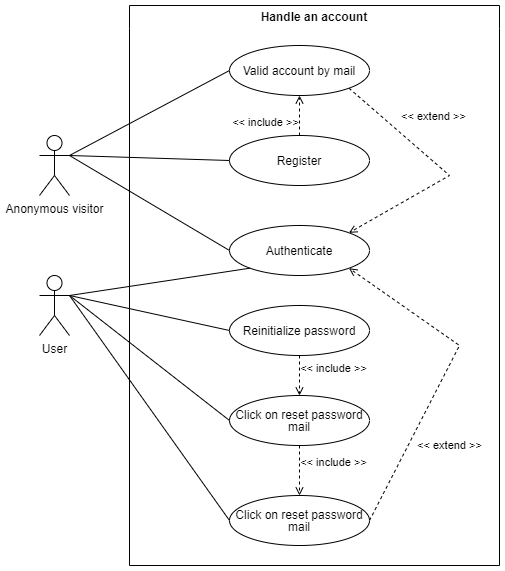 Handle an account
Valid account by mail
<< include >>
<< extend >>
Register
Anonymous visitor
Authenticate
User
Reinitialize password
<< include >>
Click on reset password
mail
<< extend >>
<< include >>
Click on reset password
mail